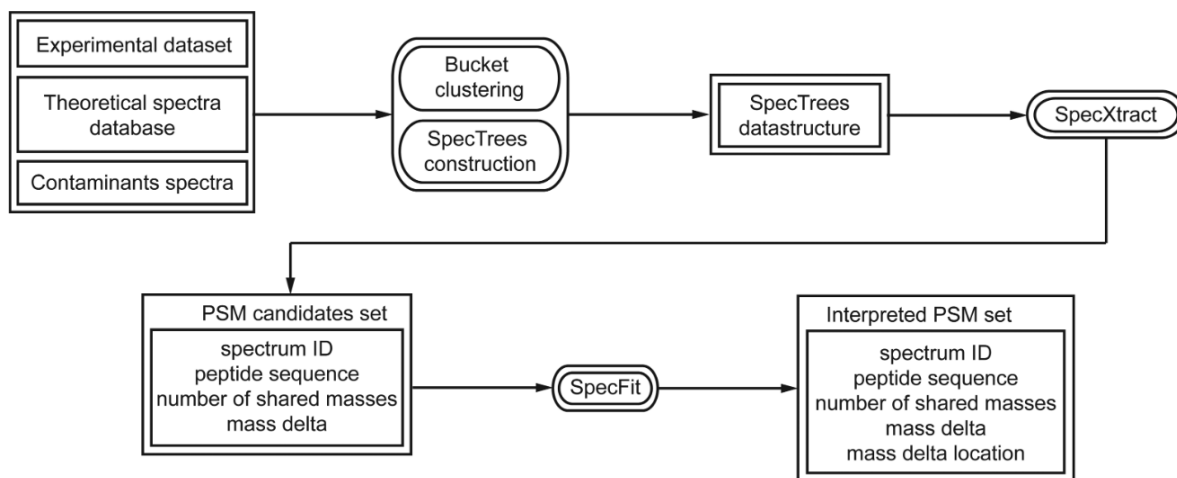 Experimental dataset
Theoretical spectra
database
Contaminants spectra
Bucket
clustering
SpecTrees
construction
SpecTrees
datastructure
SpecXtract
PSM candidates set
spectrum ID
peptide sequence
number of shared masses
mass delta
SpecFit
Interpreted PSM set
spectrum ID
peptide sequence
number of shared masses
mass delta
mass delta location